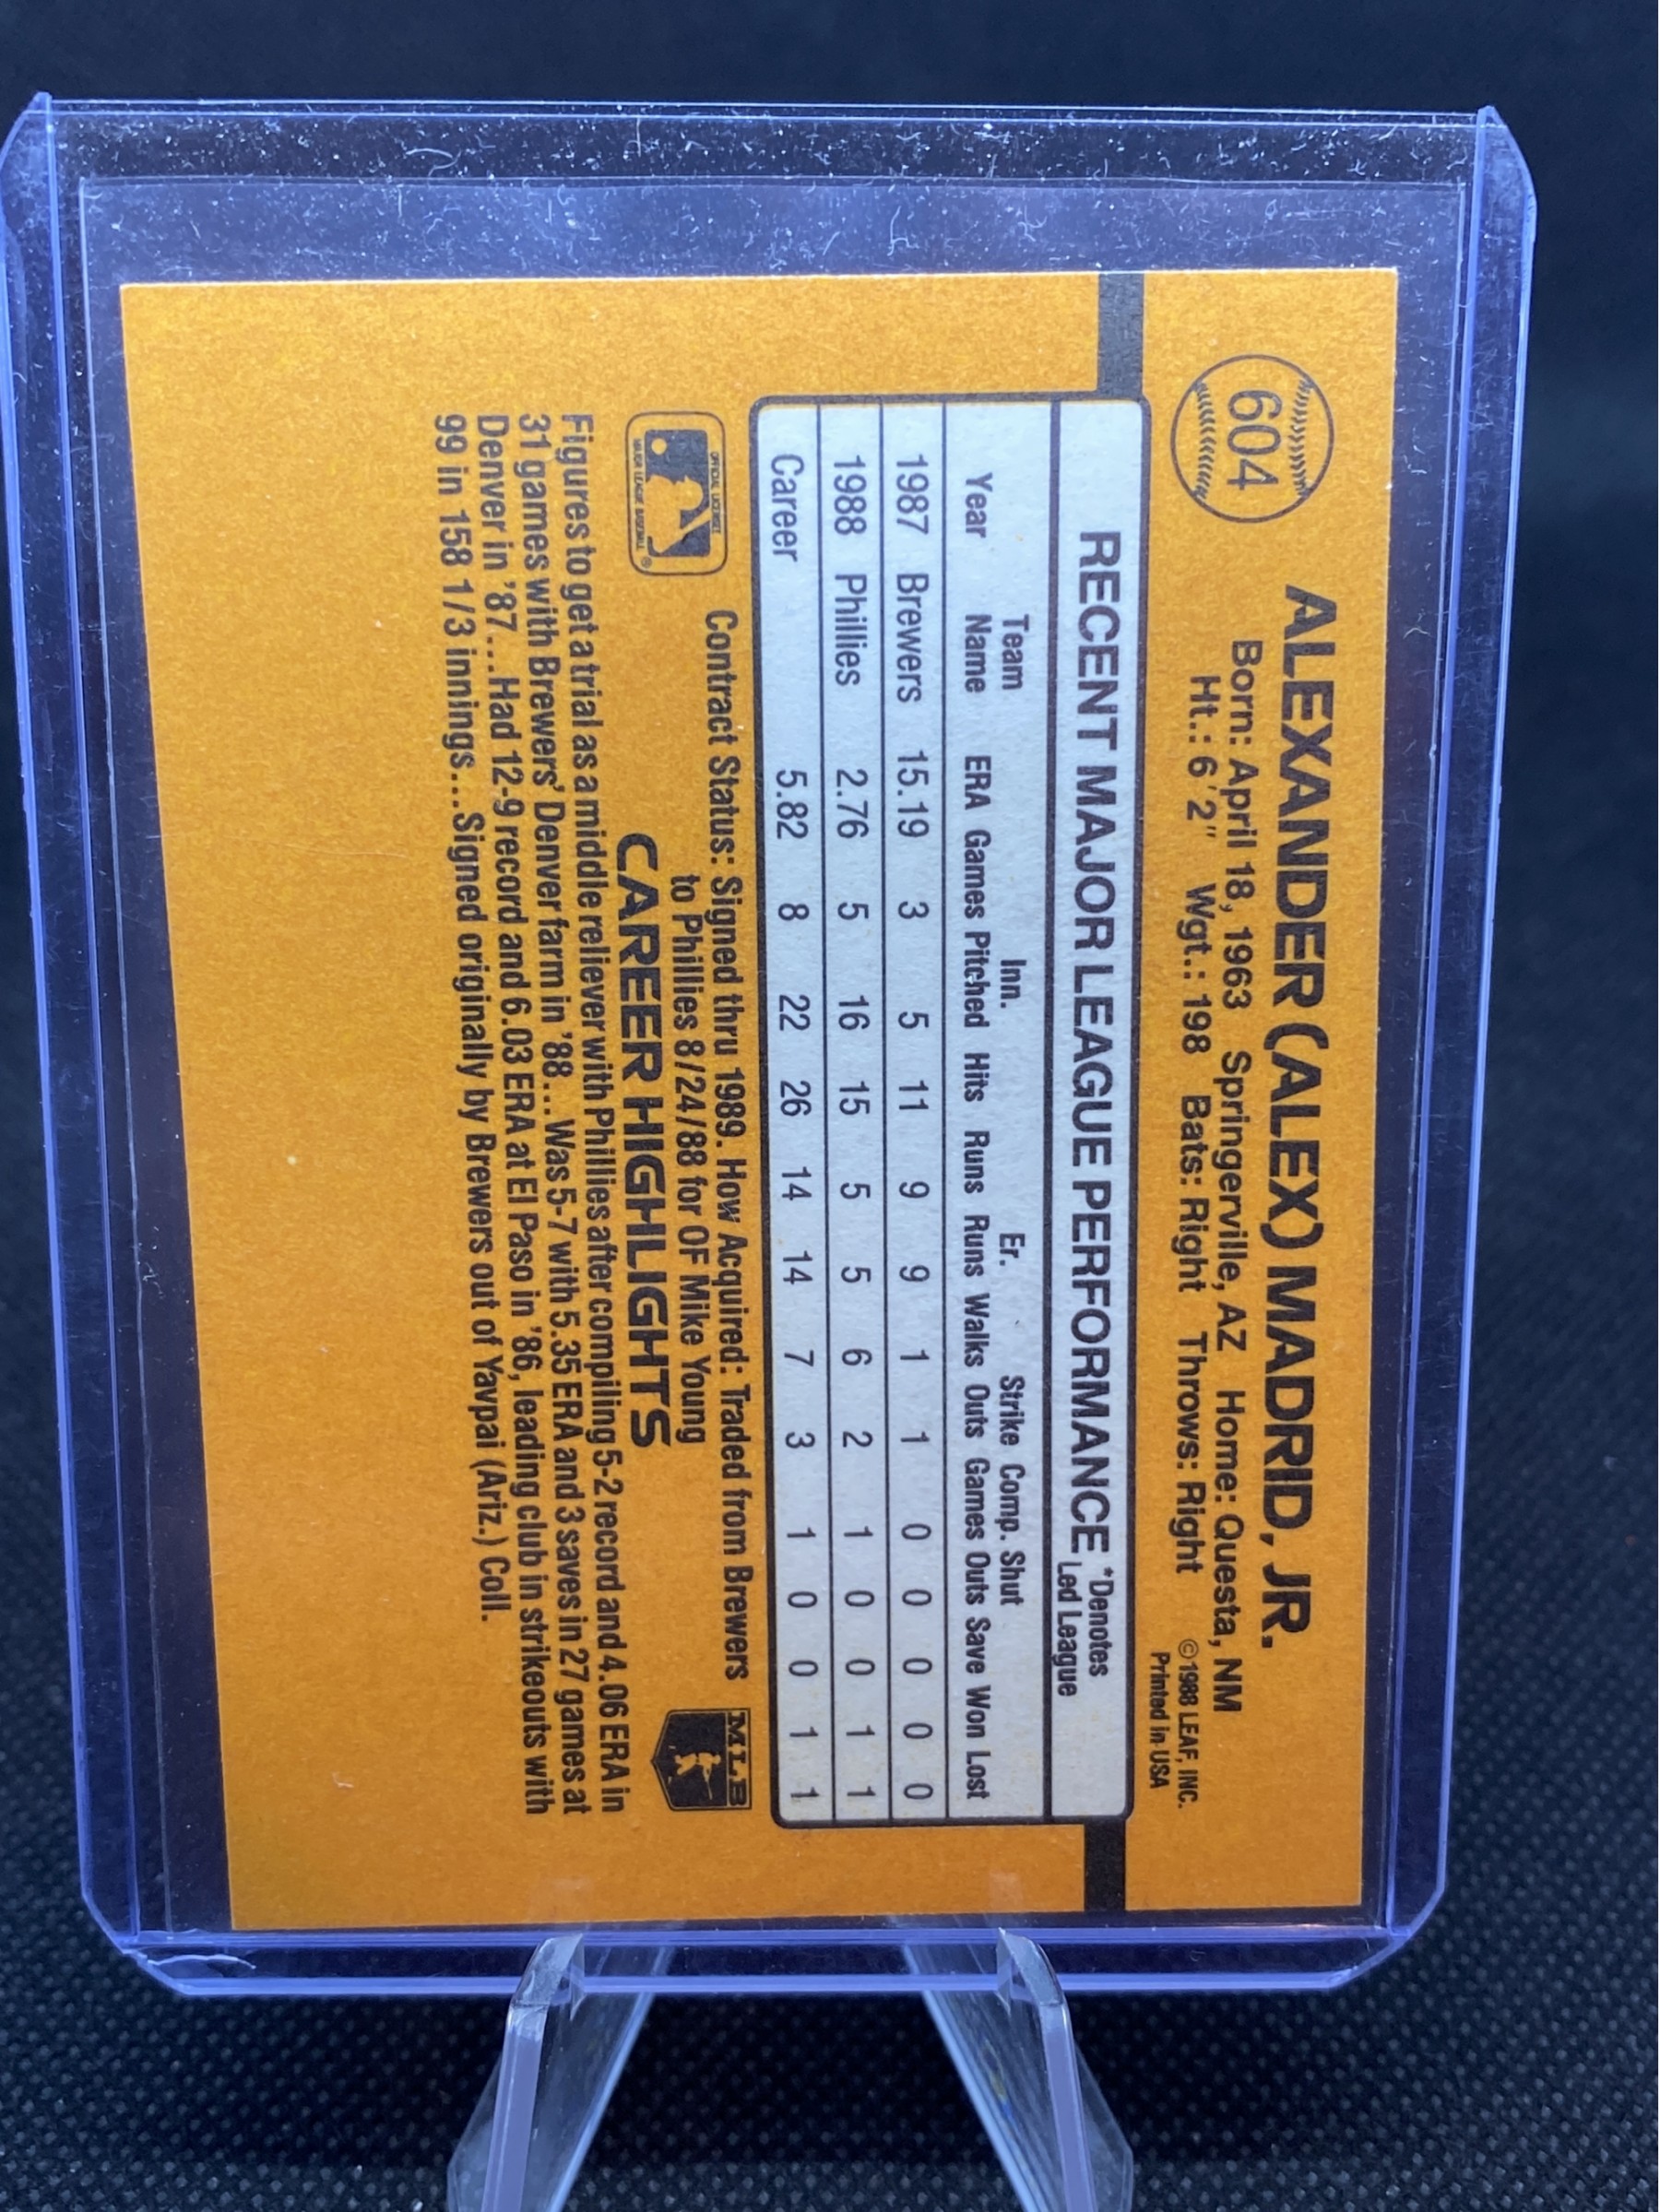 604
ALEXANDER (ALEX) MADRID, JR.
Born: April 18, 1963 Springerville, AZ Home: Questa, NM
Ht.: 6'2" Wgt.: 198 Bats: Right Throws: Right
©1988 LEAF, INC.
Printed in USA
RECENT MAJOR LEAGUE PERFORMANCE *Denotes Led League
Team Inn. Er. Strike Comp. Shut
Year Name ERA Games Pitched Hits Runs Runs Walks Outs Games Outs Save Won Lost
1987 Brewers 15.19 3 5 11 9 9 1 1 0 0 0 0 0
1988 Phillies 2.76 5 16 15 5 5 6 2 1 0 0 1 1
Career 5.82 8 22 26 14 14 7 3 1 0 0 1 1
OFFICIAL LICENSEE
MAJOR LEAGUE BASEBALL
®
Contract Status: Signed thru 1989. How Acquired: Traded from Brewers
to Phillies 8/24/88 for OF Mike Young
MLB
CAREER HIGHLIGHTS
Figures to get a trial as a middle reliever with Phillies after compiling 5-2 record and 4.06 ERA in
31 games with Brewers' Denver farm in '88...Was 5-7 with 5.35 ERA and 3 saves in 27 games at
Denver in '87...Had 12-9 record and 6.03 ERA at El Paso in '86, leading club in strikeouts with
99 in 158 1/3 innings...Signed originally by Brewers out of Yavpai (Ariz.) Coll.